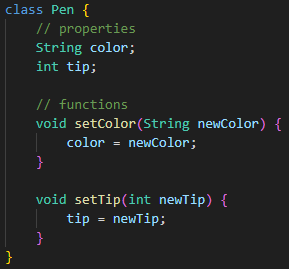 class Pen {
    // properties
    String color;
    int tip;

    // functions
    void setColor(String newColor) {
        color = newColor;
    }

    void setTip(int newTip) {
        tip = newTip;
    }
}